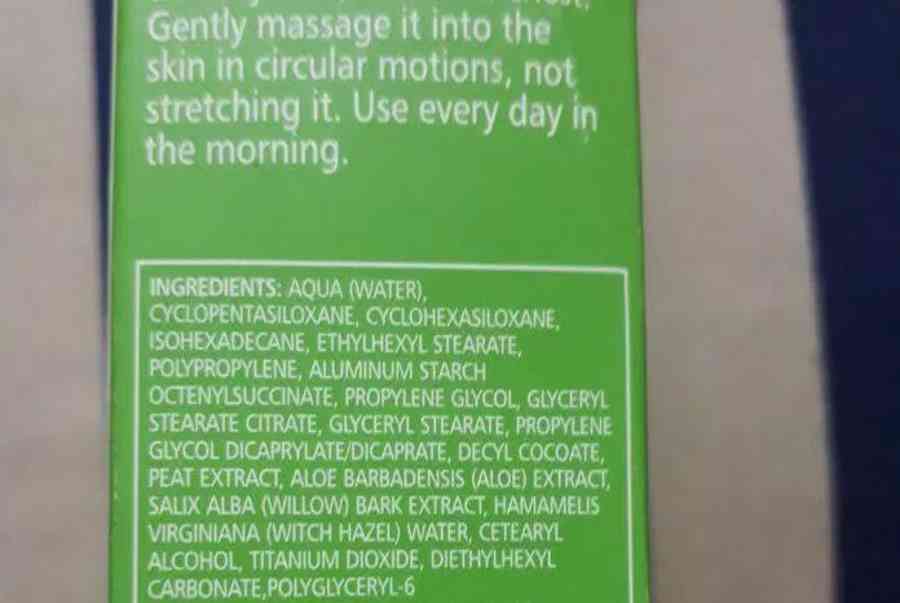 Gently massage it into the
skin in circular motions, not
stretching it. Use every day in
the morning.
INGREDIENTS: AQUA (WATER),
CYCLOPENTASILOXANE, CYCLOHEXASILOXANE,
ISOHEXADECANE, ETHYLHEXYL STEARATE,
POLYPROPYLENE, ALUMINUM STARCH
OCTENYLSUCCINATE, PROPYLENE GLYCOL, GLYCERYL
STEARATE CITRATE, GLYCERYL STEARATE, PROPYLENE
GLYCOL DICAPRYLATE/DICAPRATE, DECYL COCOATE,
PEAT EXTRACT, ALOE BARBADENSIS (ALOE) EXTRACT,
SALIX ALBA (WILLOW) BARK EXTRACT, HAMAMELIS
VIRGINIANA (WITCH HAZEL) WATER, CETEARYL
ALCOHOL, TITANIUM DIOXIDE, DIETHYLHEXYL
CARBONATE,POLYGLYCERYL-6